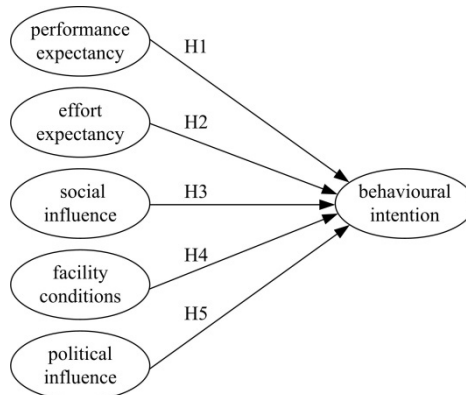 performance
expectancy
H1
effort
expectancy
H2
social
influence
H3
behavioural
intention
facility
conditions
H4
political
influence
H5